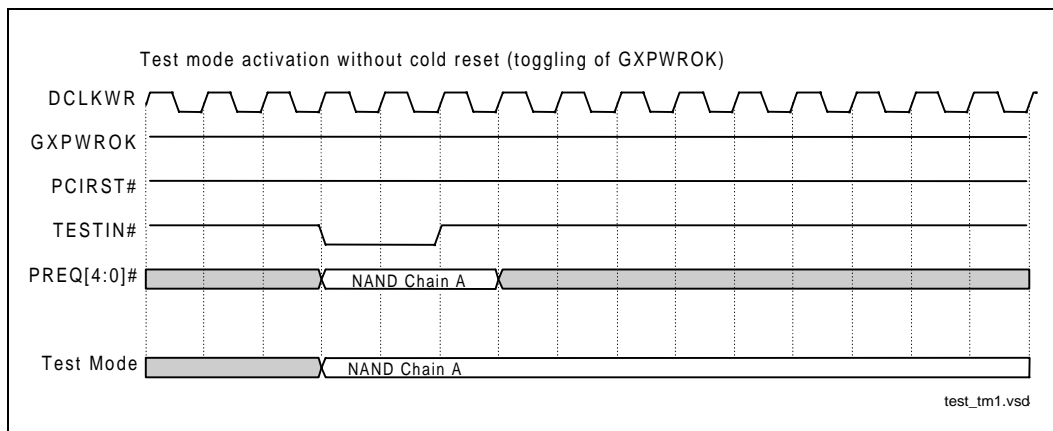 Test mode activation without cold reset (toggling of GXPWROK)
DCLKWR
GXPWROK
PCIRST#
TESTIN#
PREQ[4:0]# NAND Chain A
Test Mode NAND Chain A
test_tm1.vsd